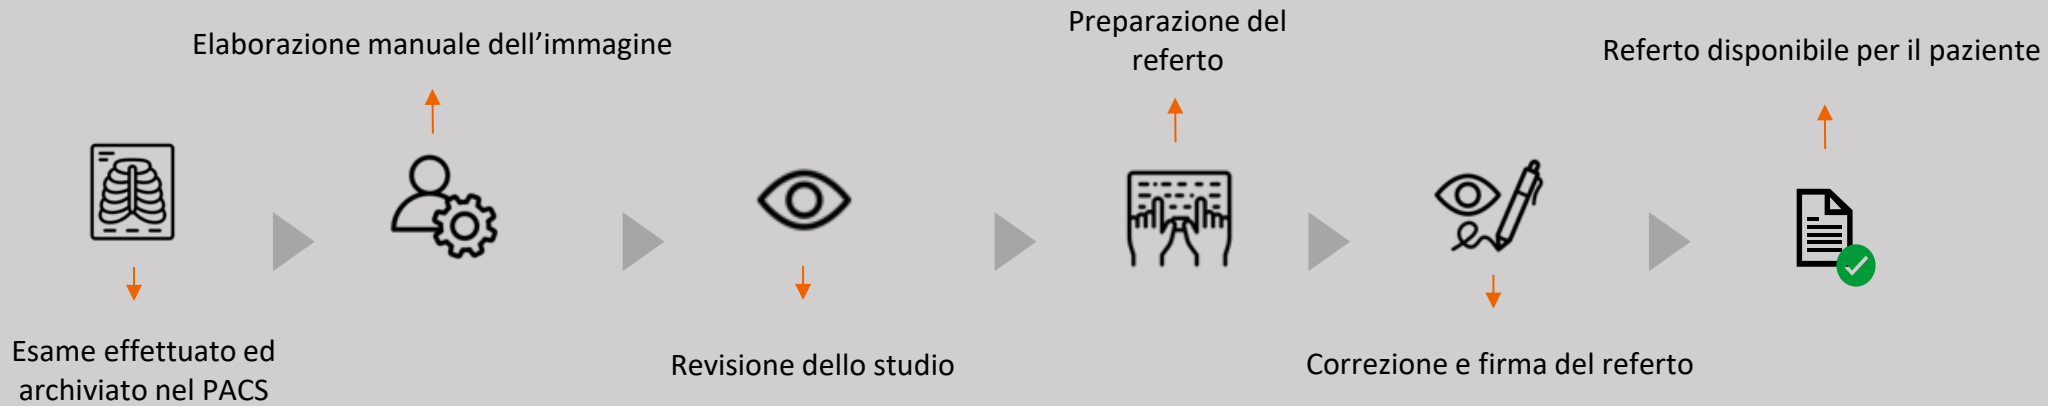 Esame effettuato ed
archiviato nel PACS
Elaborazione manuale dell’immagine
Revisione dello studio
Preparazione del
referto
Correzione e firma del referto
Referto disponibile per il paziente